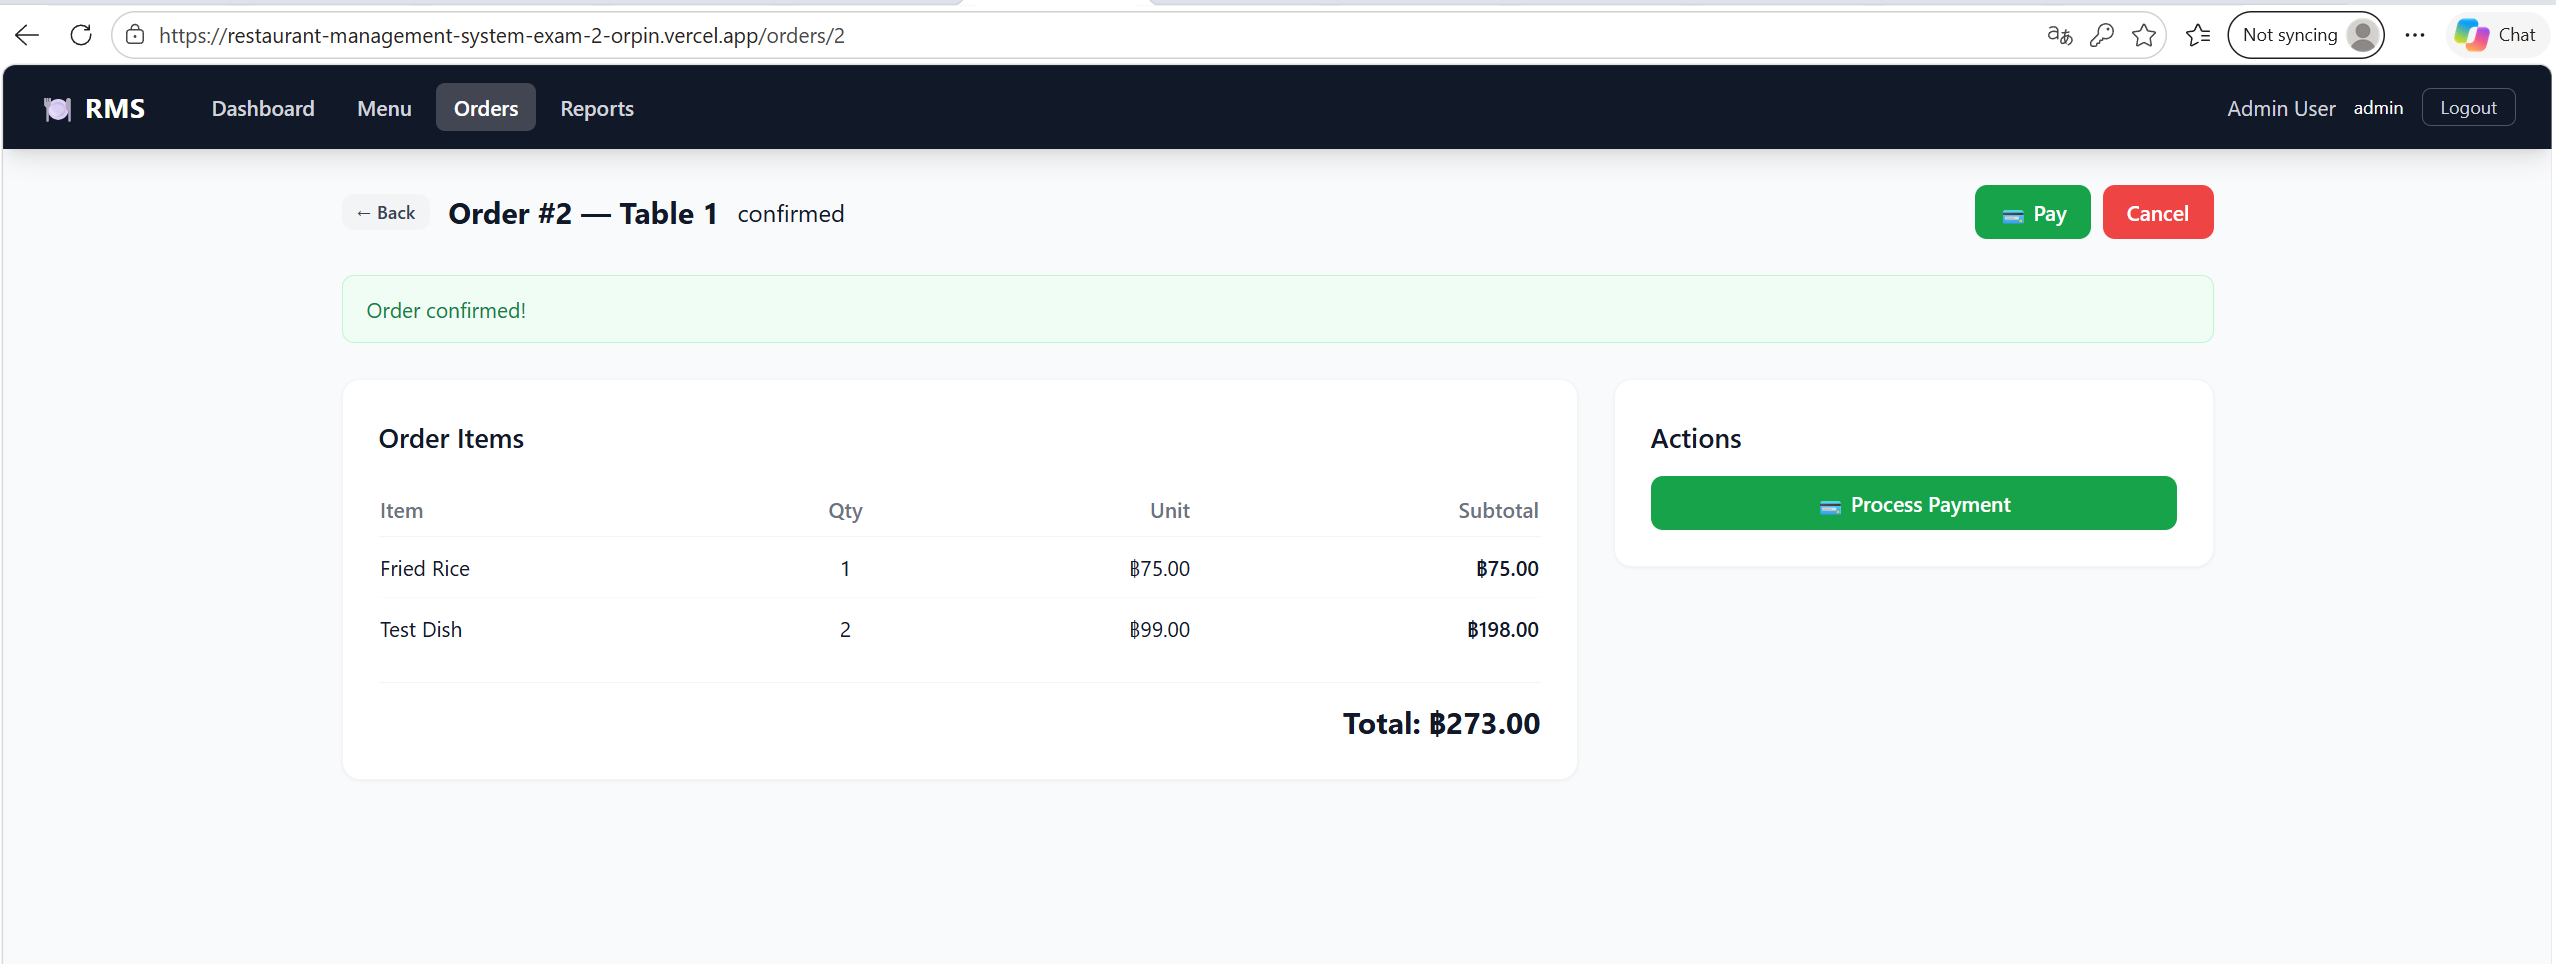 https://restaurant-management-system-exam-2-orpin.vercel.app/orders/2
Not syncing
Chat
RMS
Dashboard
Menu
Orders
Reports
Admin User
admin
Logout
← Back
Order #2 — Table 1
confirmed
Pay
Cancel
Order confirmed!
Order Items
Item Qty Unit Subtotal
Fried Rice 1 ฿75.00 ฿75.00
Test Dish 2 ฿99.00 ฿198.00
Total: ฿273.00
Actions
Process Payment